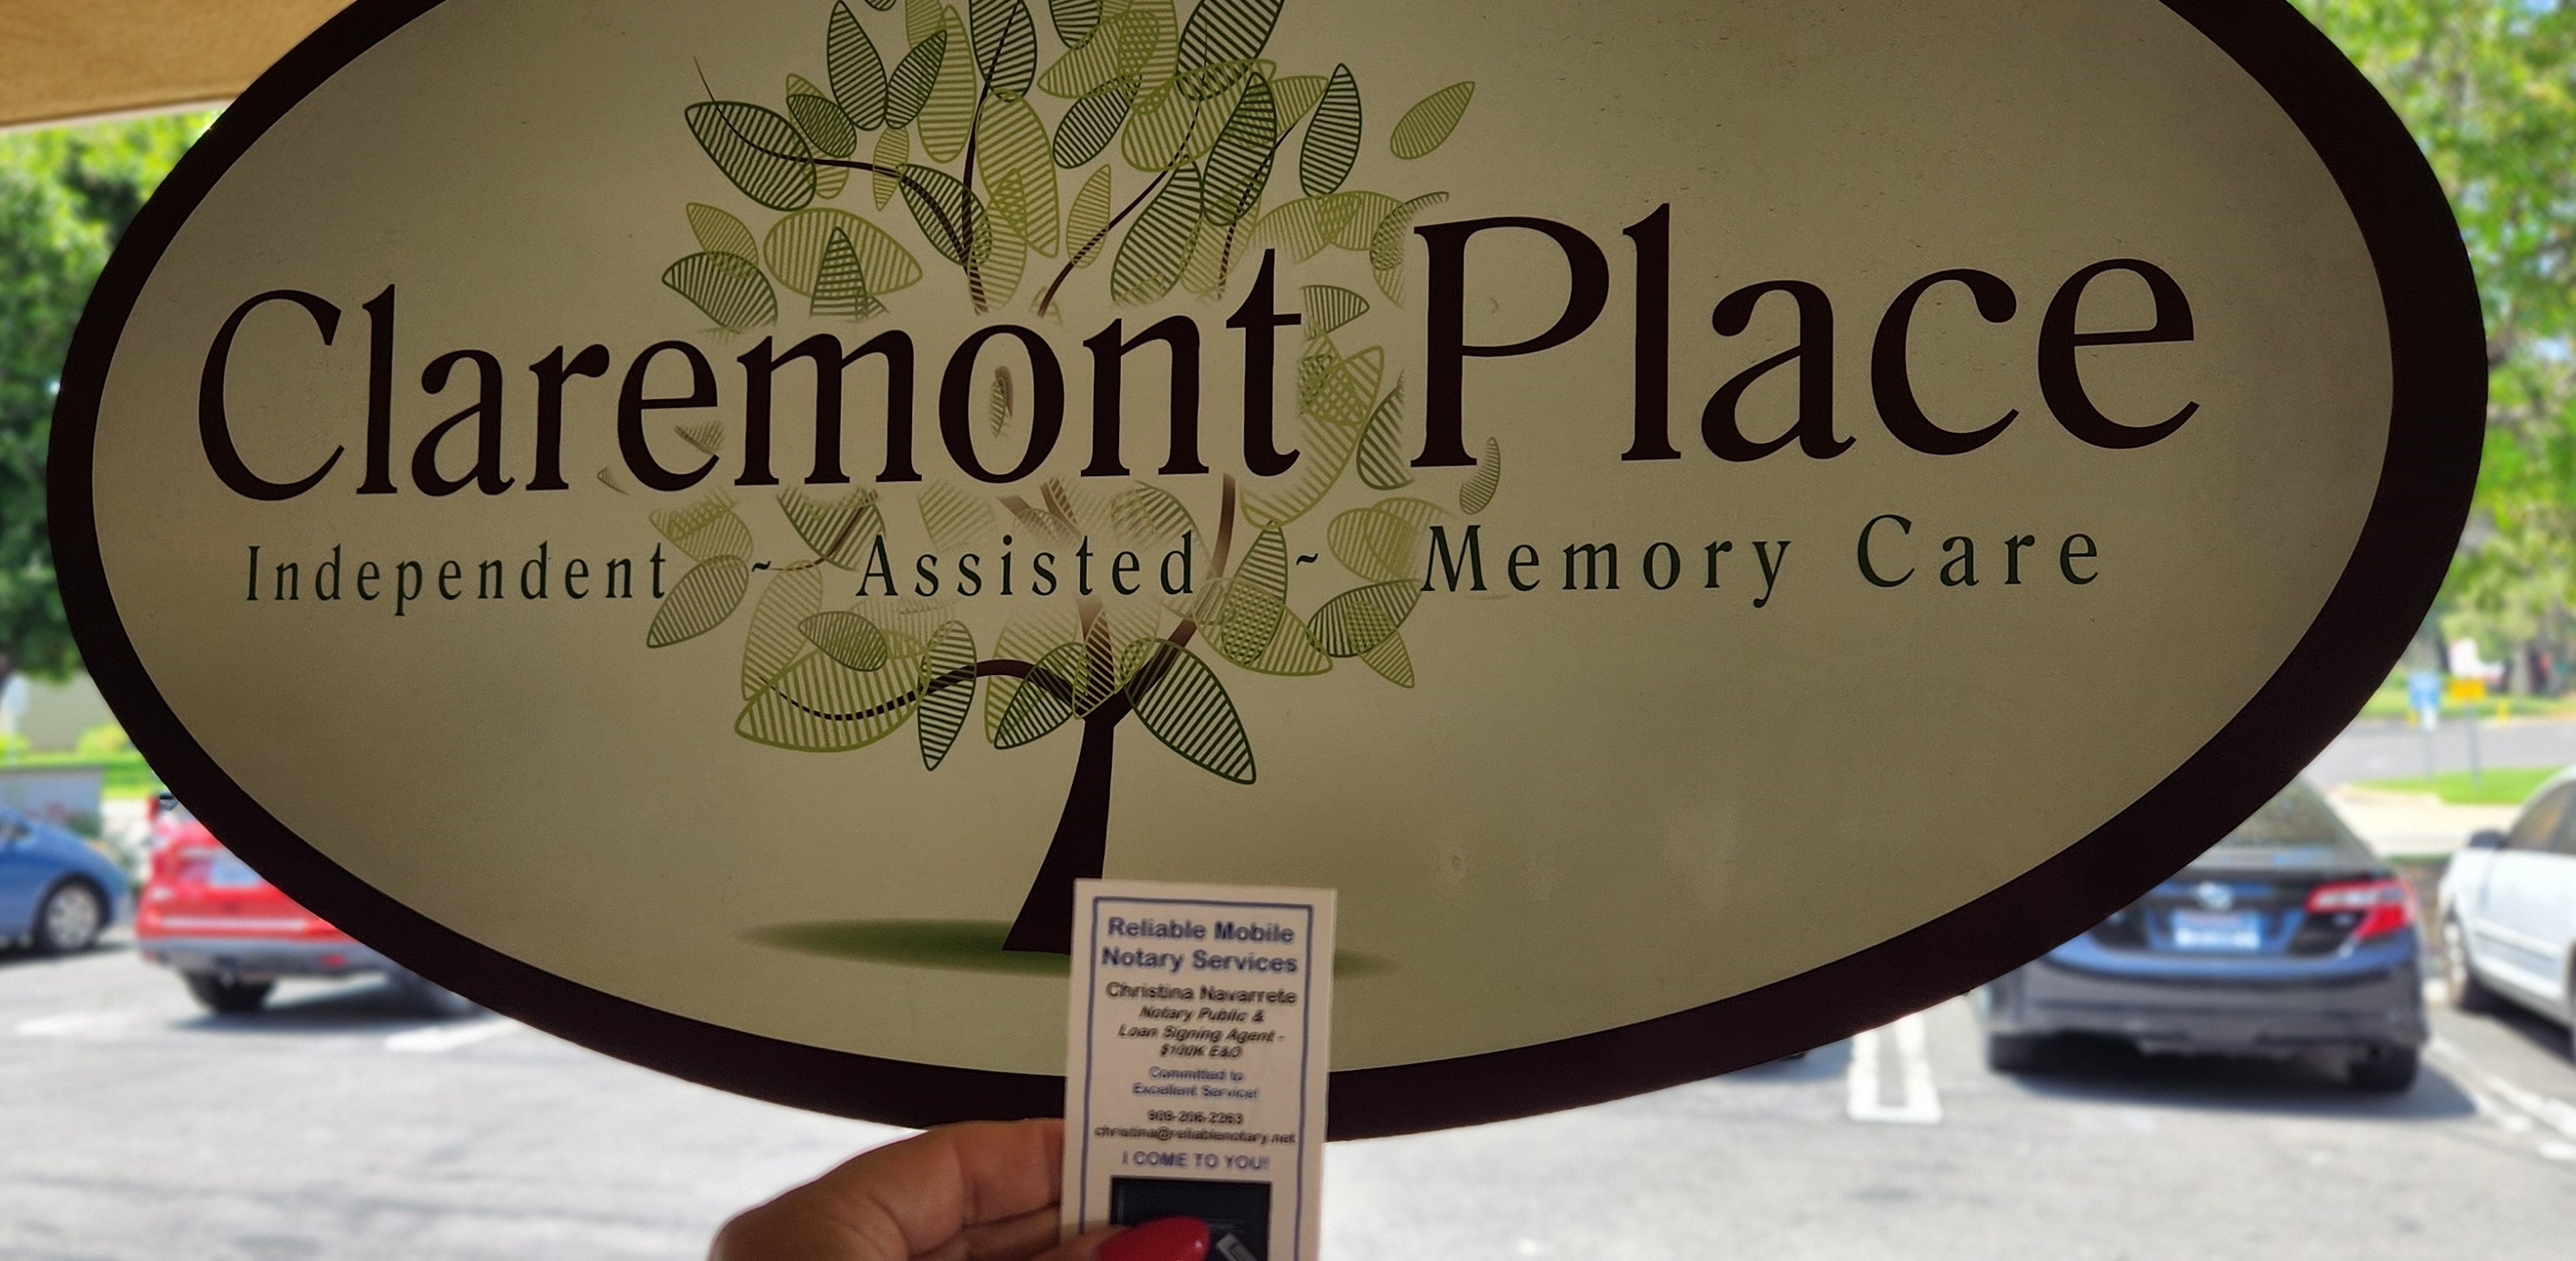 Claremont Place
Independent ~ Assisted ~ Memory Care
Reliable Mobile
Notary Services
Christina Navarrete
Notary Public &
Loan Signing Agent -
$100K E&O
Committed to
Excellent Service!
909-206-2263
christina@reliablenotary.net
I COME TO YOU!